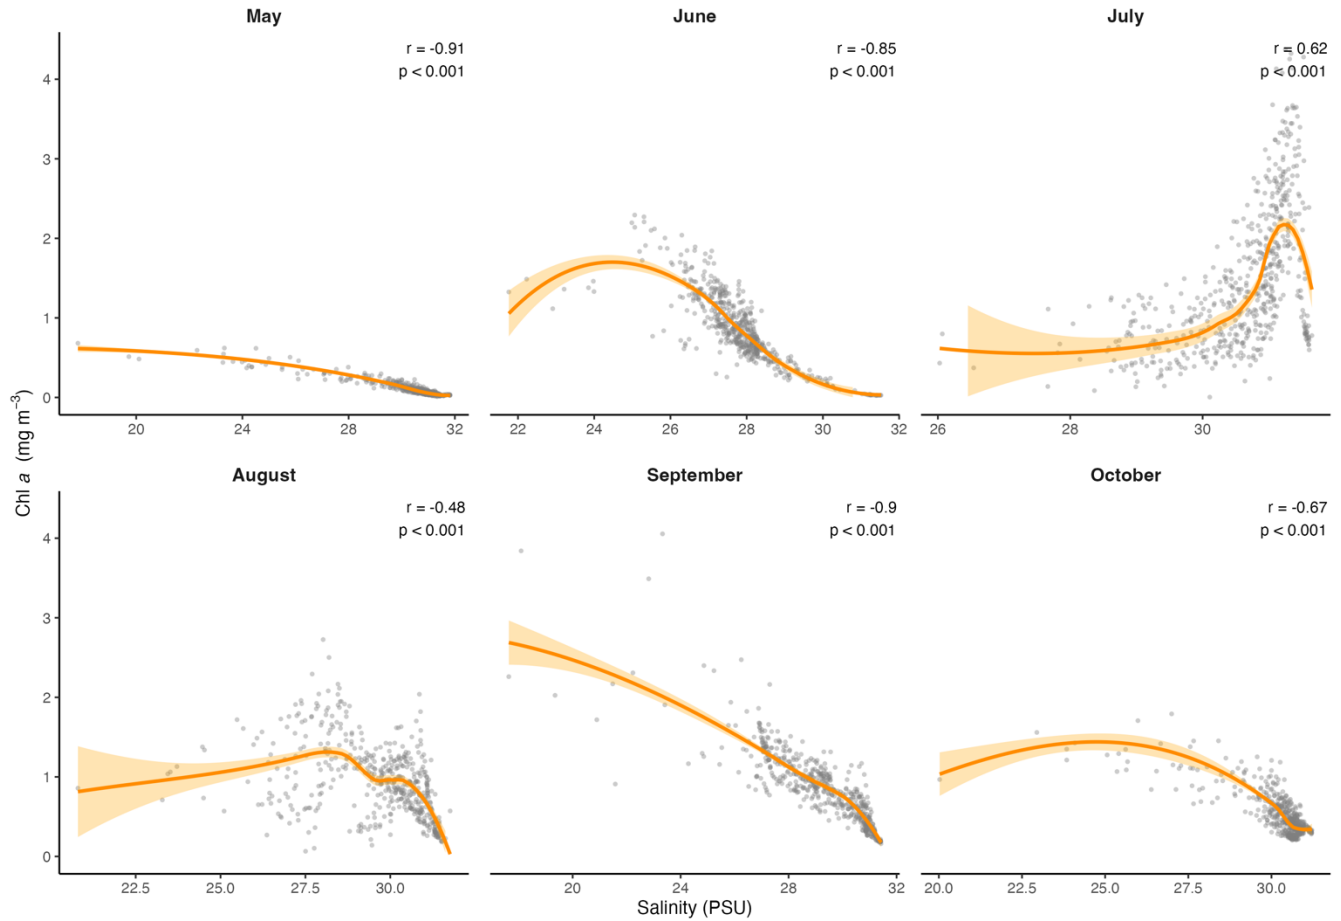 May
June
July
r = -0.91
p < 0.001
r = -0.85
p < 0.001
r = 0.62
p < 0.001
4
3
2
1
0
20
24
28
32
22
24
26
28
30
32
26
28
30
Chl a (mg m⁻³)
August
September
October
r = -0.48
p < 0.001
r = -0.9
p < 0.001
r = -0.67
p < 0.001
4
3
2
1
0
22.5
25.0
27.5
30.0
20
24
28
32
20.0
22.5
25.0
27.5
30.0
Salinity (PSU)